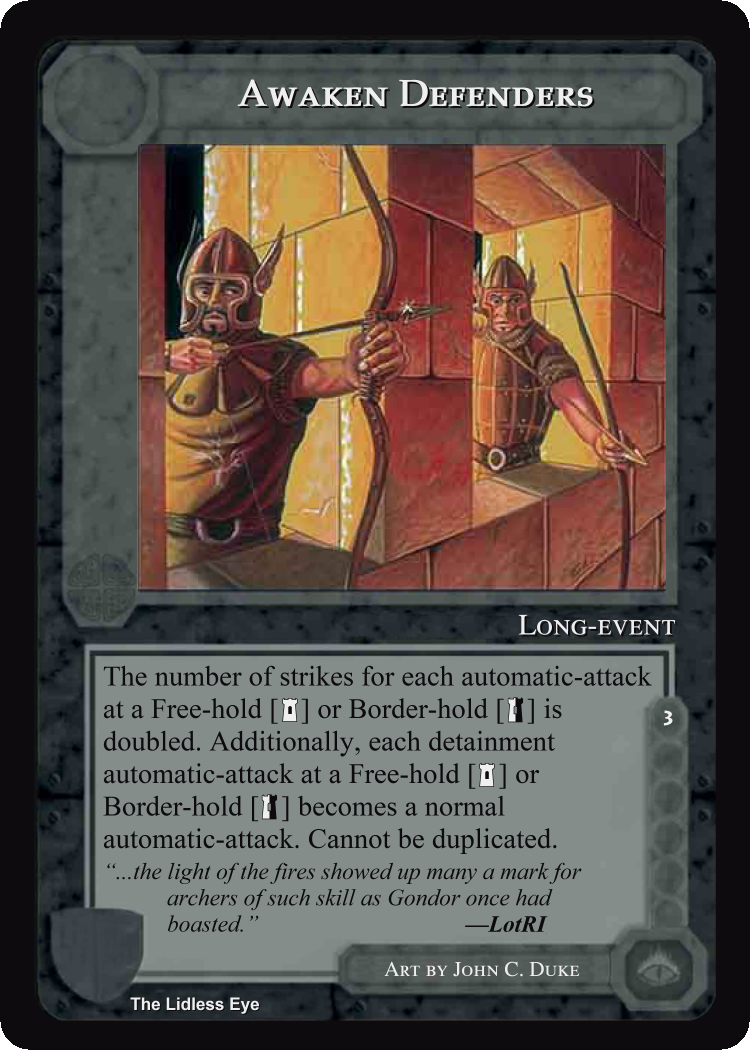 Awaken Defenders
Long-event
The number of strikes for each automatic-attack
at a Free-hold [ ] or Border-hold [ ] is
doubled. Additionally, each detainment
automatic-attack at a Free-hold [ ] or
Border-hold [ ] becomes a normal
automatic-attack. Cannot be duplicated.
3
“...the light of the fires showed up many a mark for
archers of such skill as Gondor once had
boasted.” —LotRI
Art by John C. Duke
The Lidless Eye